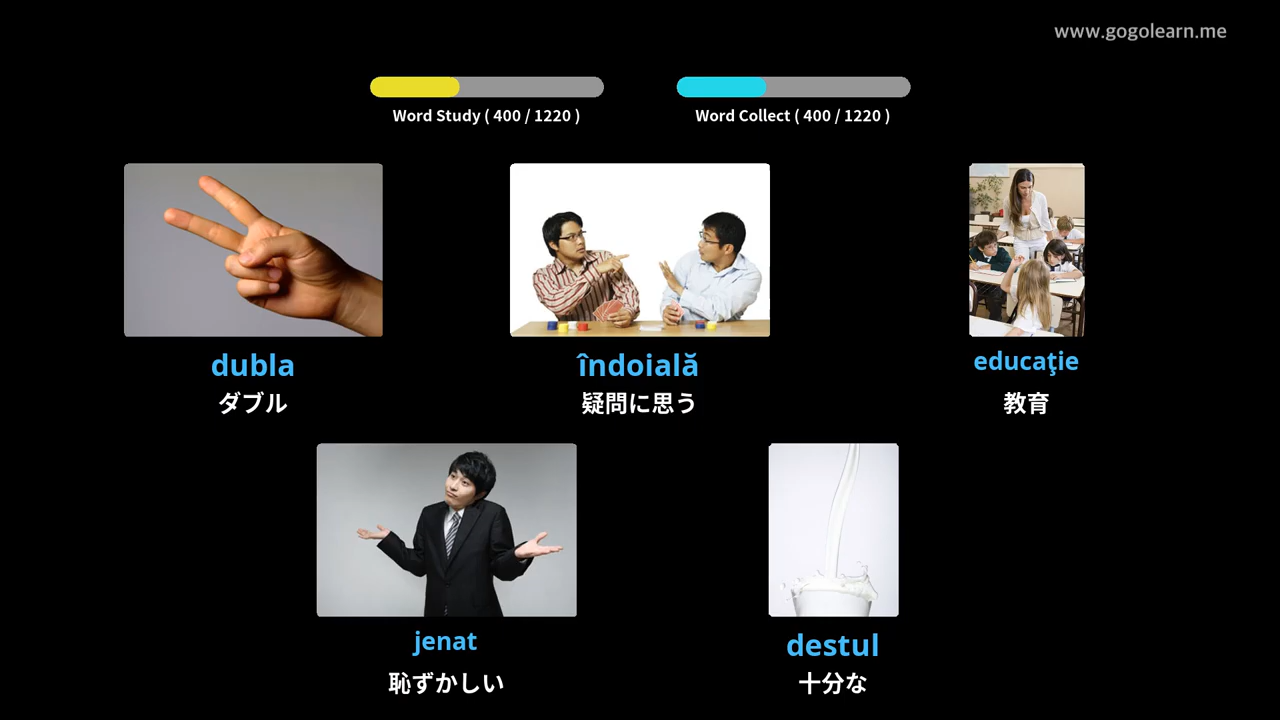 www.gogolearn.me
Word Study ( 400 / 1220 )
Word Collect ( 400 / 1220 )
dubla
îndoială
educaţie
ダブル
疑問に思う
教育
jenat
destul
恥ずかしい
十分な